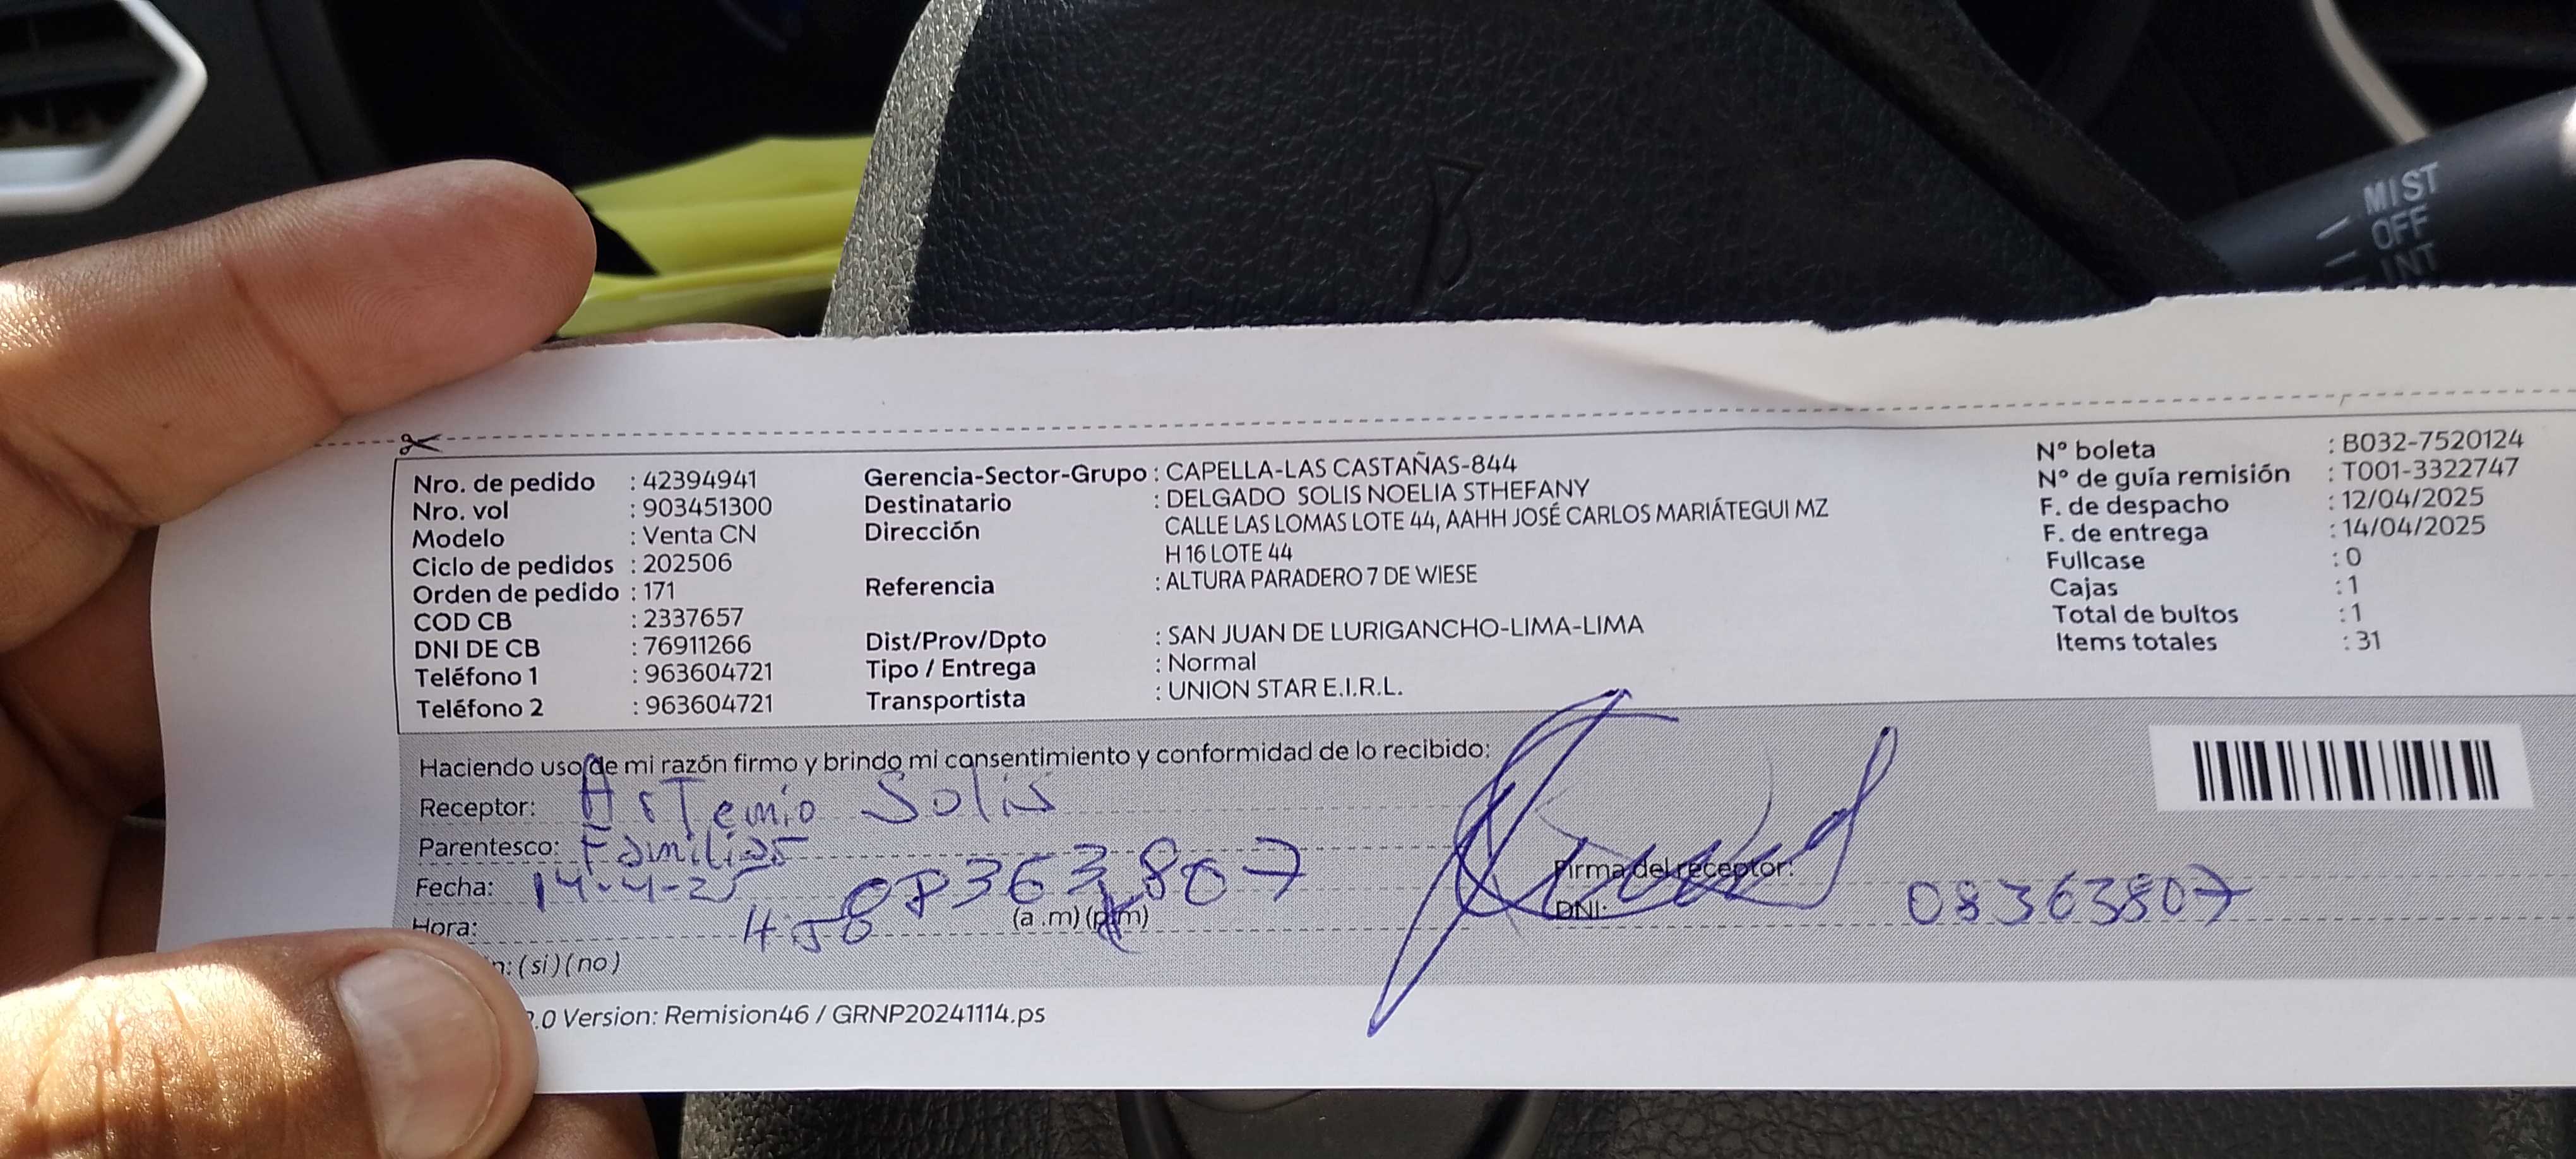 MIST
OFF
INT
Nro. de pedido : 42394941
Nro. vol : 903451300
Modelo : Venta CN
Ciclo de pedidos : 202506
Orden de pedido : 171
COD CB : 2337657
DNI DE CB : 76911266
Teléfono 1 : 963604721
Teléfono 2 : 963604721
Gerencia-Sector-Grupo : CAPELLA-LAS CASTAÑAS-844
Destinatario : DELGADO SOLIS NOELIA STHEFANY
Dirección CALLE LAS LOMAS LOTE 44, AAHH JOSÉ CARLOS MARIÁTEGUI MZ
H 16 LOTE 44
Referencia : ALTURA PARADERO 7 DE WIESE
Dist/Prov/Dpto : SAN JUAN DE LURIGANCHO-LIMA-LIMA
Tipo / Entrega : Normal
Transportista : UNION STAR E.I.R.L.
N° boleta : B032-7520124
N° de guía remisión : T001-3322747
F. de despacho : 12/04/2025
F. de entrega : 14/04/2025
Fullcase : 0
Cajas : 1
Total de bultos : 1
Items totales : 31
Haciendo uso de mi razón firmo y brindo mi consentimiento y conformidad de lo recibido:
Receptor: Artemio Solis
Parentesco: Familiar
Fecha: 14-4-25 08363807
Hora: 4:50 (a.m) (p.m)
Firma del receptor:
DNI: 08363807
n: (si) (no)
.0 Version: Remision46 / GRNP20241114.ps